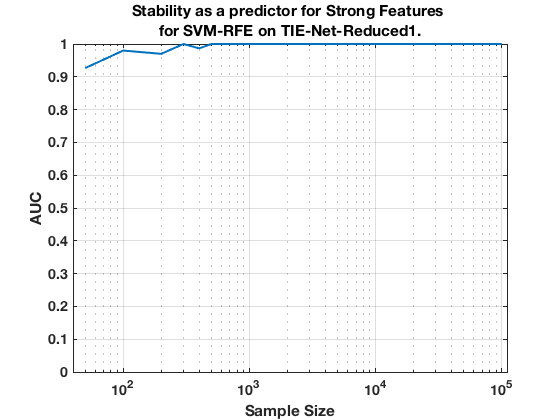 Stability as a predictor for Strong Features
for SVM-RFE on TIE-Net-Reduced1.
1
0.9
0.8
0.7
0.6
0.5
0.4
0.3
0.2
0.1
0
AUC
10^2 10^3 10^4 10^5
Sample Size